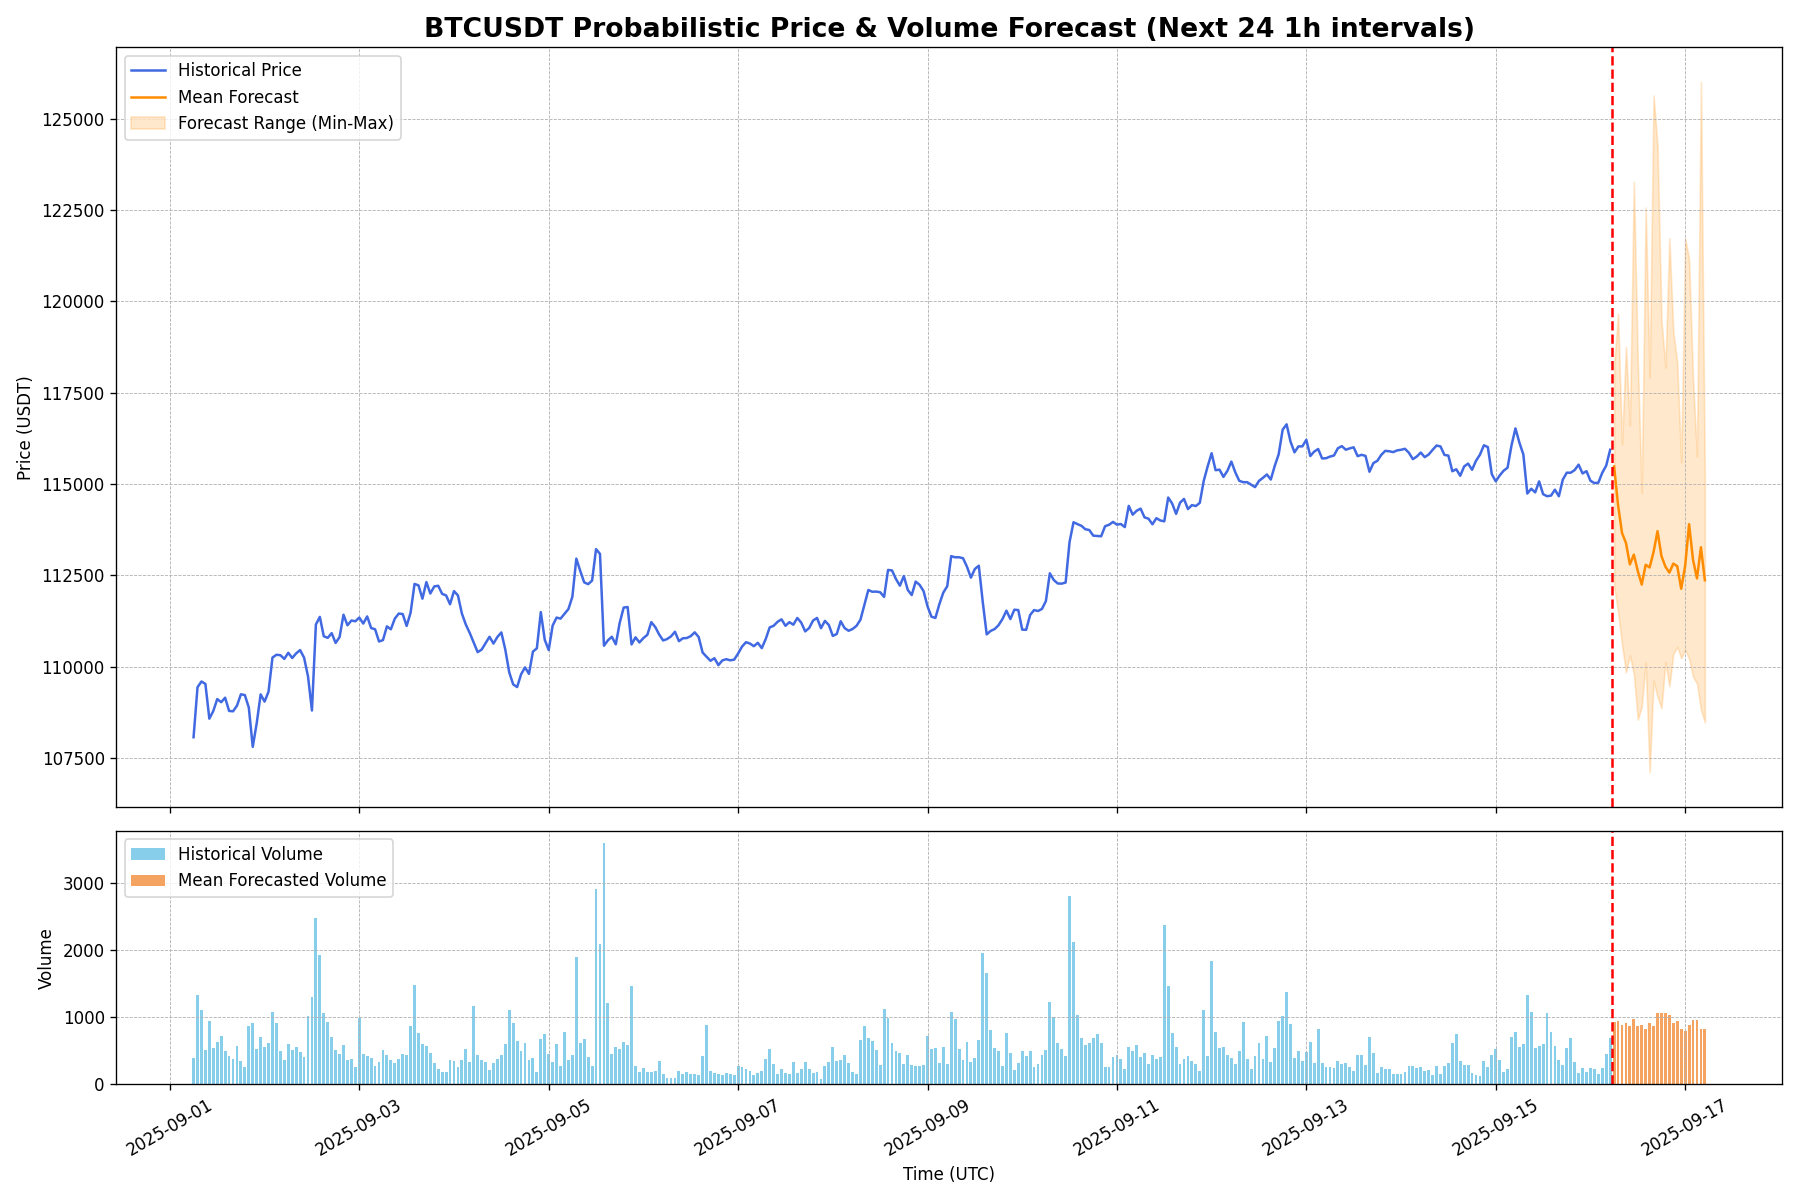 BTCUSDT Probabilistic Price & Volume Forecast (Next 24 1h intervals)
Historical Price
Mean Forecast
Forecast Range (Min-Max)
125000
122500
120000
117500
115000
112500
110000
107500
Price (USDT)
Historical Volume
Mean Forecasted Volume
3000
2000
1000
0
Volume
2025-09-01
2025-09-03
2025-09-05
2025-09-07
2025-09-09
2025-09-11
2025-09-13
2025-09-15
2025-09-17
Time (UTC)